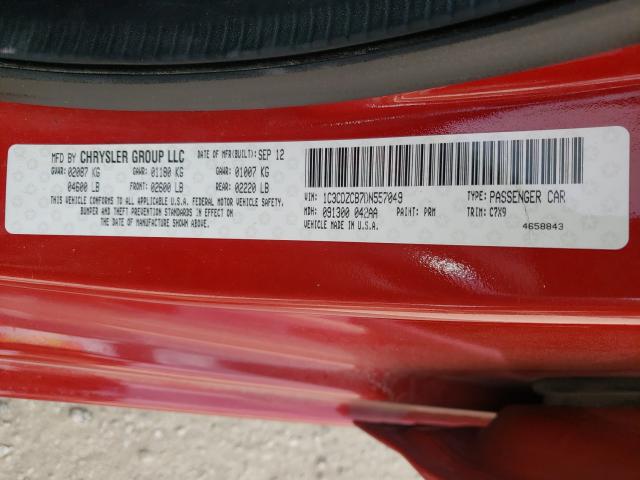 MFD BY CHRYSLER GROUP LLC DATE OF MFR(BUILT): SEP 12
GVWR: 02087 KG GAWR: 01180 KG GAWR: 01007 KG
04600 LB FRONT: 02600 LB REAR: 02220 LB
THIS VEHICLE CONFORMS TO ALL APPLICABLE U.S.A. FEDERAL MOTOR VEHICLE SAFETY,
BUMPER AND THEFT PREVENTION STANDARDS IN EFFECT ON THE
DATE OF MANUFACTURE SHOWN ABOVE.
VIN: 1C3CDZCB7DN557049 TYPE: PASSENGER CAR
MDH: 091300 042AA PAINT: PRM TRIM: C7X9
VEHICLE MADE IN U.S.A. 4658843